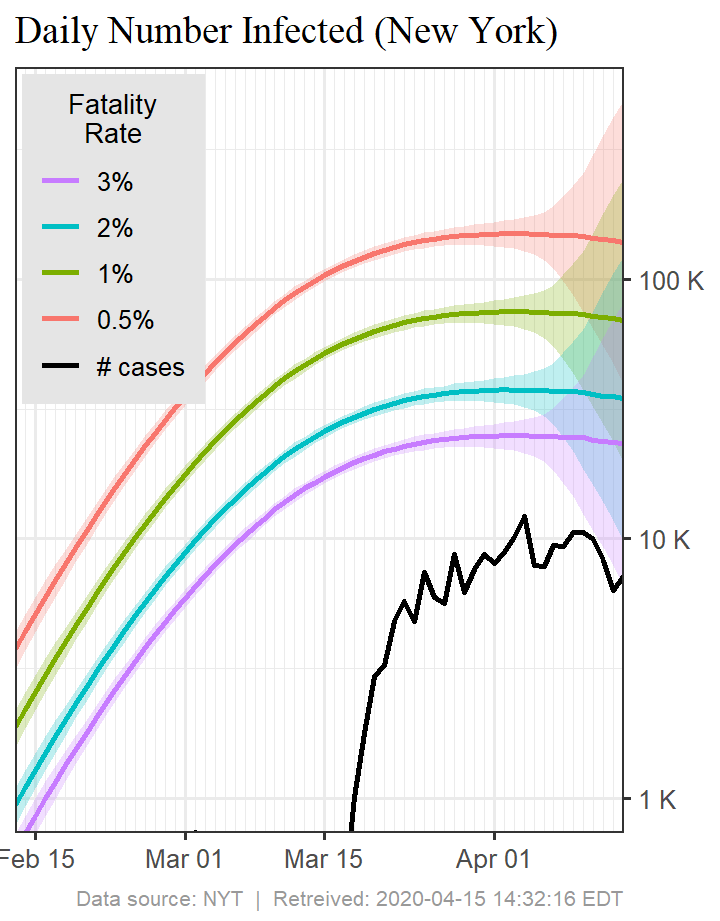 Daily Number Infected (New York)
Fatality
Rate
3%
2%
1%
0.5%
# cases
100 K
10 K
1 K
Feb 15
Mar 01
Mar 15
Apr 01
Data source: NYT | Retreived: 2020-04-15 14:32:16 EDT